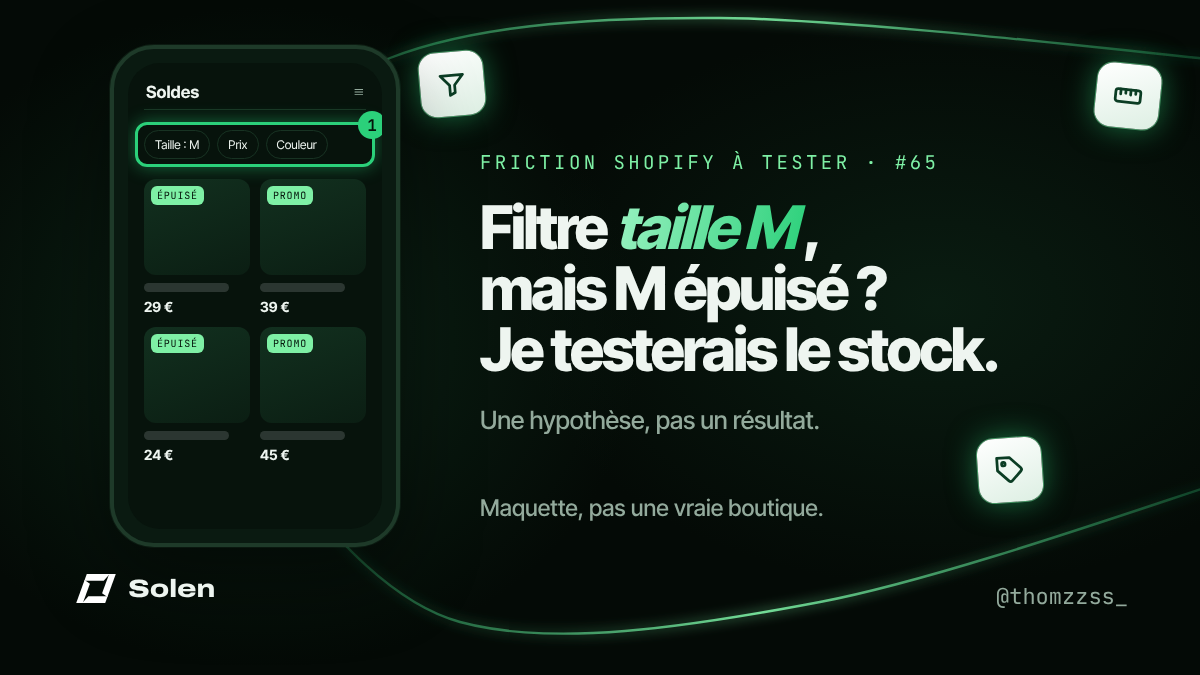 Soldes
1
Taille : M
Prix
Couleur
ÉPUISÉ
PROMO
29 €
39 €
ÉPUISÉ
PROMO
24 €
45 €
FRICTION SHOPIFY À TESTER · #65
Filtre taille M,
mais M épuisé ?
Je testerais le stock.
Une hypothèse, pas un résultat.
Maquette, pas une vraie boutique.
Solen
@thomzzss_